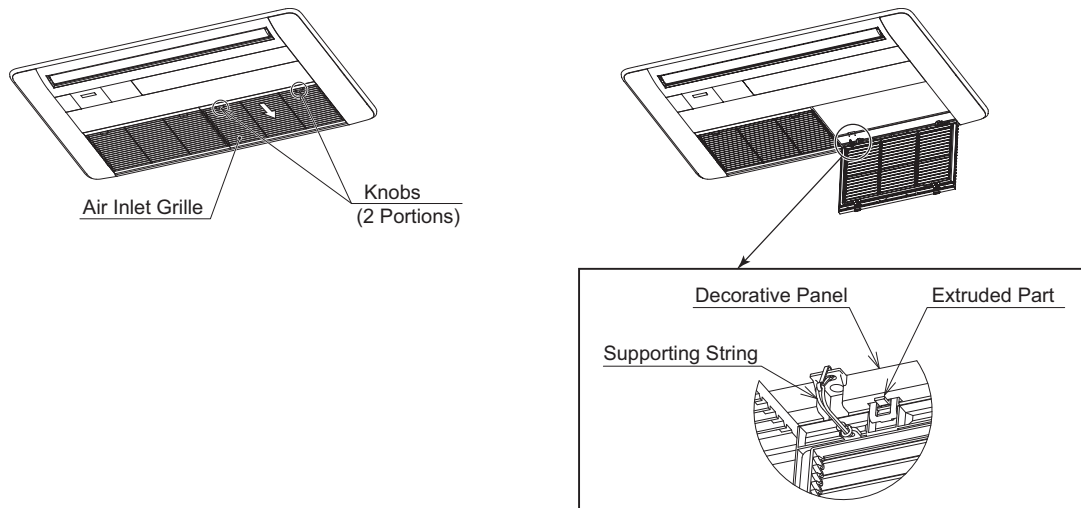 Air Inlet Grille
Knobs
(2 Portions)
Decorative Panel
Extruded Part
Supporting String